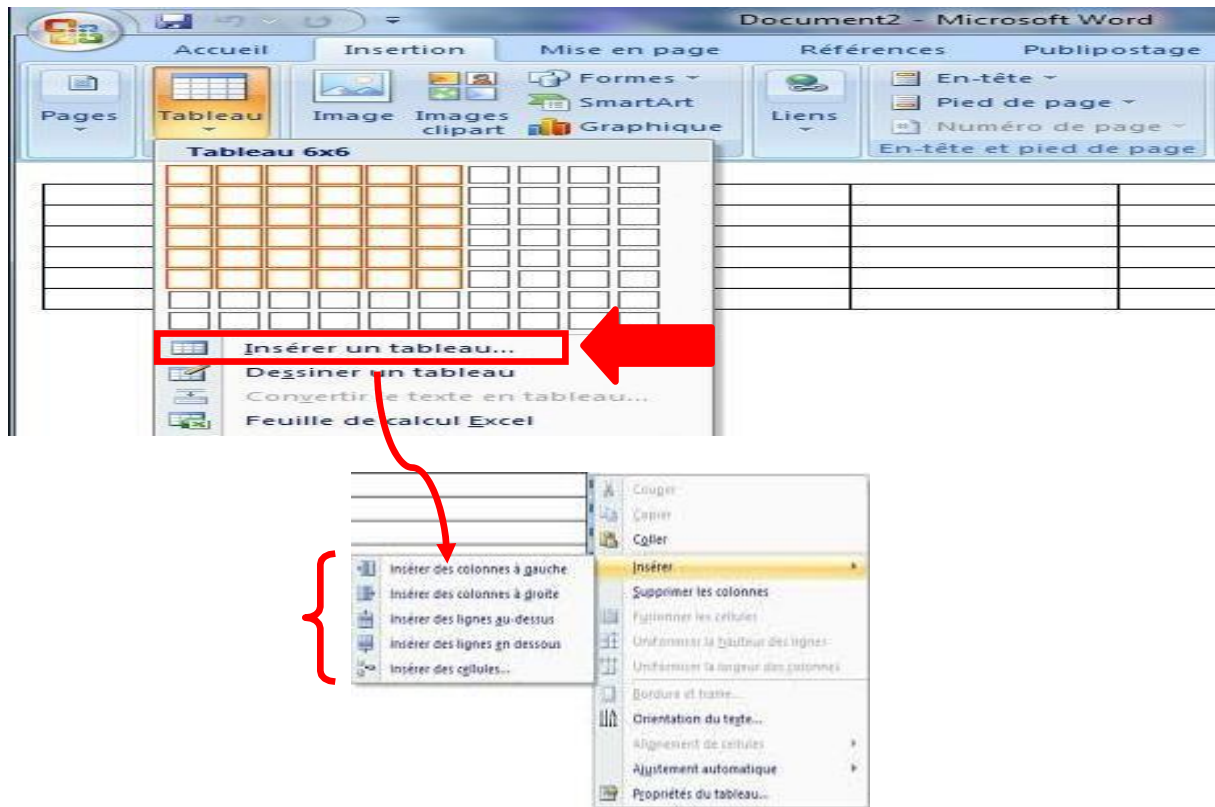 Document2 - Microsoft Word
Accueil Insertion Mise en page Références Publipostage
Pages
Tableau
Image
Images clipart
Formes
SmartArt
Graphique
Liens
En-tête
Pied de page
Numéro de page
En-tête et pied de page
Tableau 6x6
Insérer un tableau...
Dessiner un tableau
Convertir le texte en tableau...
Feuille de calcul Excel
Couper
Copier
Coller
Insérer
Supprimer les colonnes
Fusionner les cellules
Uniformiser la hauteur des lignes
Uniformiser la largeur des colonnes
Bordure et trame...
Orientation du texte...
Alignement de cellules
Ajustement automatique
Propriétés du tableau...
Insérer des colonnes à gauche
Insérer des colonnes à droite
Insérer des lignes au-dessus
Insérer des lignes en dessous
Insérer des cellules...